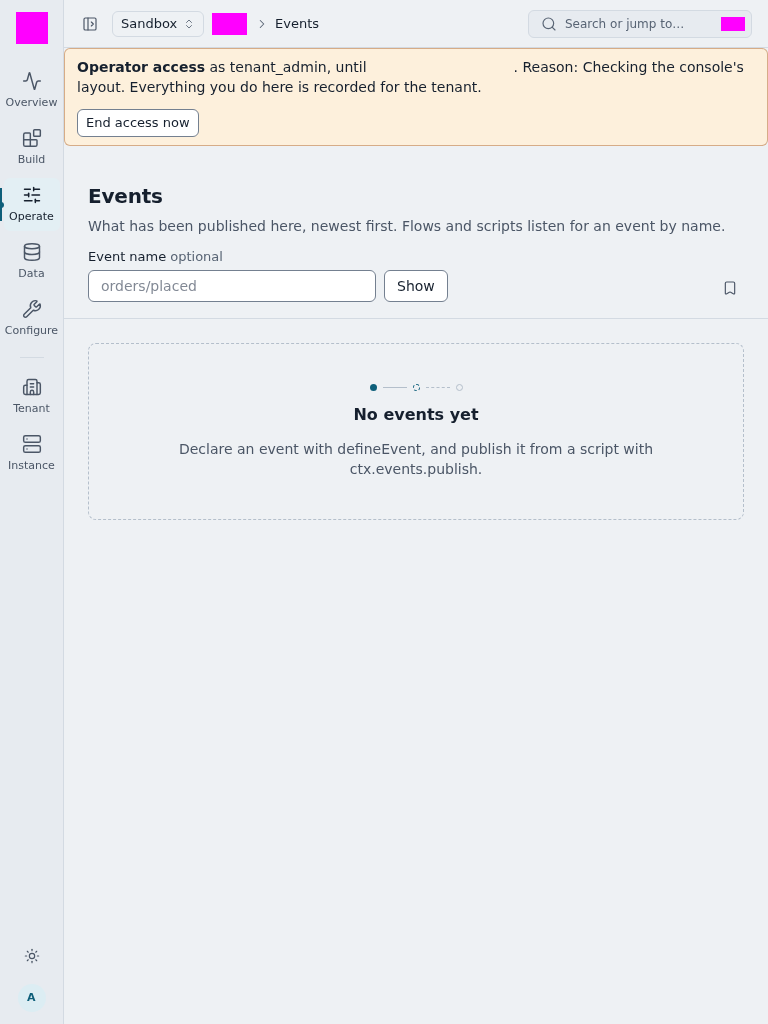 Sandbox
Events
Search or jump to…
Operator access as tenant_admin, until . Reason: Checking the console's
layout. Everything you do here is recorded for the tenant.
End access now
Overview
Build
Operate
Data
Configure
Tenant
Instance
A
Events
What has been published here, newest first. Flows and scripts listen for an event by name.
Event name optional
orders/placed
Show
No events yet
Declare an event with defineEvent, and publish it from a script with
ctx.events.publish.